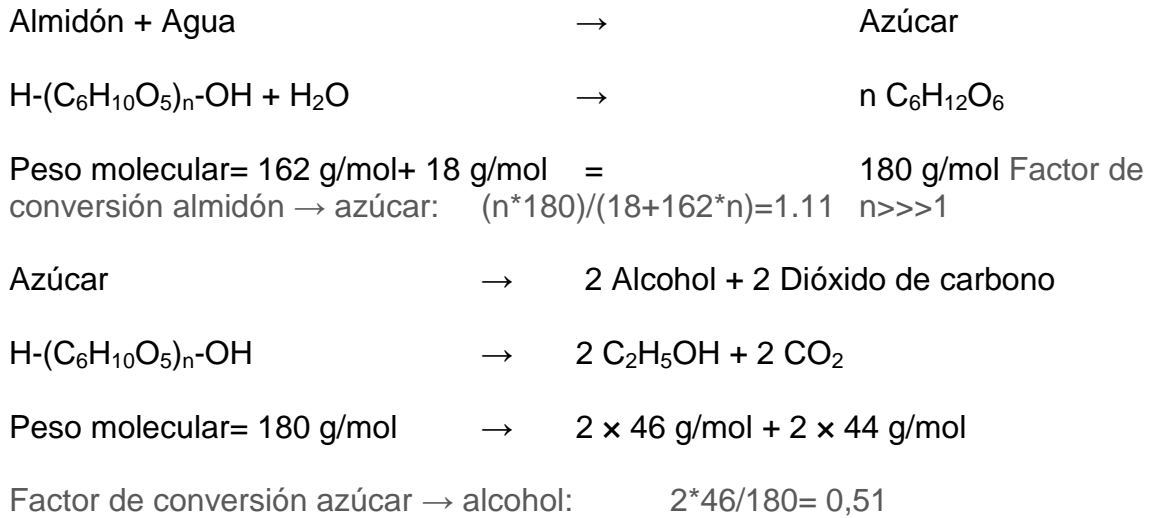 Almidón + Agua → Azúcar
H-(C₆H₁₀O₅)ₙ-OH + H₂O → n C₆H₁₂O₆
Peso molecular= 162 g/mol+ 18 g/mol = 180 g/mol Factor de
conversión almidón → azúcar: (n*180)/(18+162*n)=1.11 n>>>1
Azúcar → 2 Alcohol + 2 Dióxido de carbono
H-(C₆H₁₀O₅)ₙ-OH → 2 C₂H₅OH + 2 CO₂
Peso molecular= 180 g/mol → 2 × 46 g/mol + 2 × 44 g/mol
Factor de conversión azúcar → alcohol: 2*46/180= 0,51